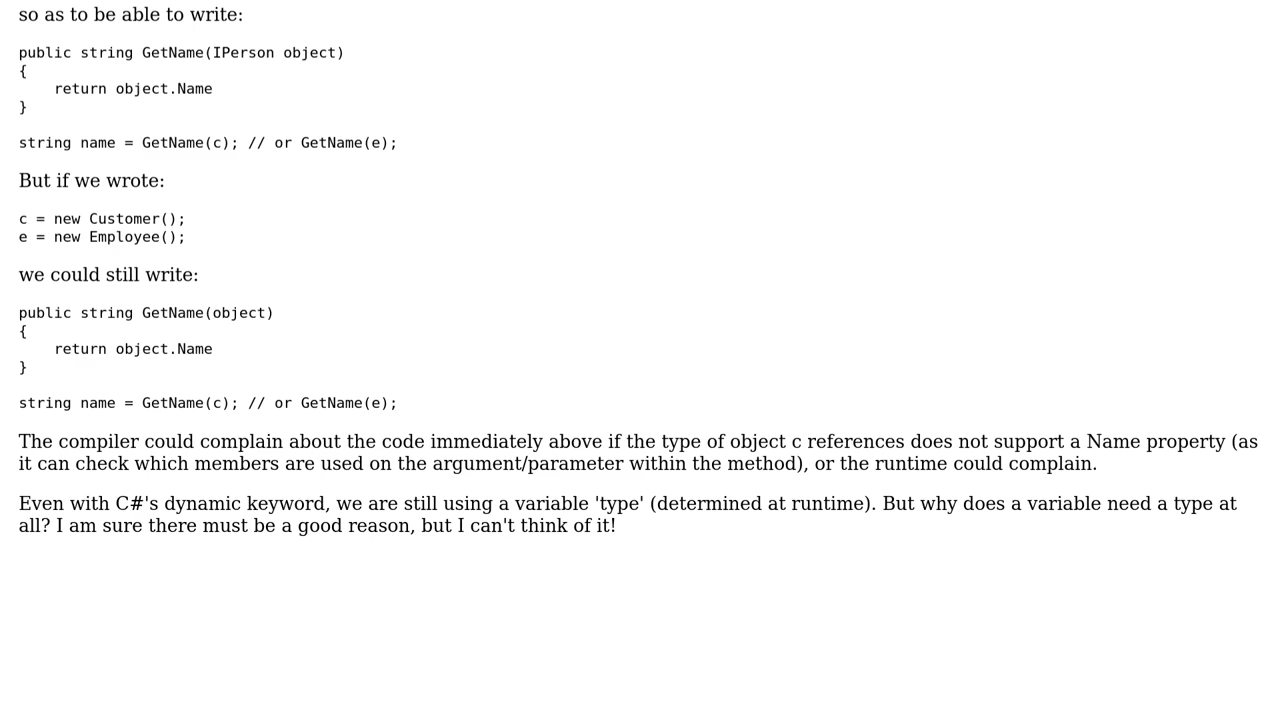 so as to be able to write:
public string GetName(IPerson object)
{
    return object.Name
}
string name = GetName(c); // or GetName(e);
But if we wrote:
c = new Customer();
e = new Employee();
we could still write:
public string GetName(object)
{
    return object.Name
}
string name = GetName(c); // or GetName(e);
The compiler could complain about the code immediately above if the type of object c references does not support a Name property (as
it can check which members are used on the argument/parameter within the method), or the runtime could complain.
Even with C#'s dynamic keyword, we are still using a variable 'type' (determined at runtime). But why does a variable need a type at
all? I am sure there must be a good reason, but I can't think of it!